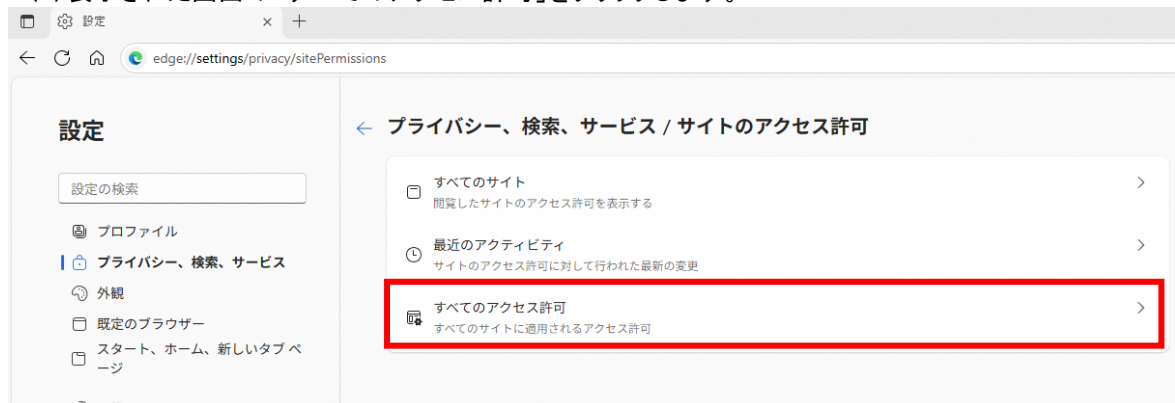 設定
edge://settings/privacy/sitePermissions
設定
プライバシー、検索、サービス / サイトのアクセス許可
設定の検索
プロファイル
プライバシー、検索、サービス
外観
既定のブラウザー
スタート、ホーム、新しいタブ ペ
ージ
すべてのサイト
閲覧したサイトのアクセス許可を表示する
最近のアクティビティ
サイトのアクセス許可に対して行われた最新の変更
すべてのアクセス許可
すべてのサイトに適用されるアクセス許可